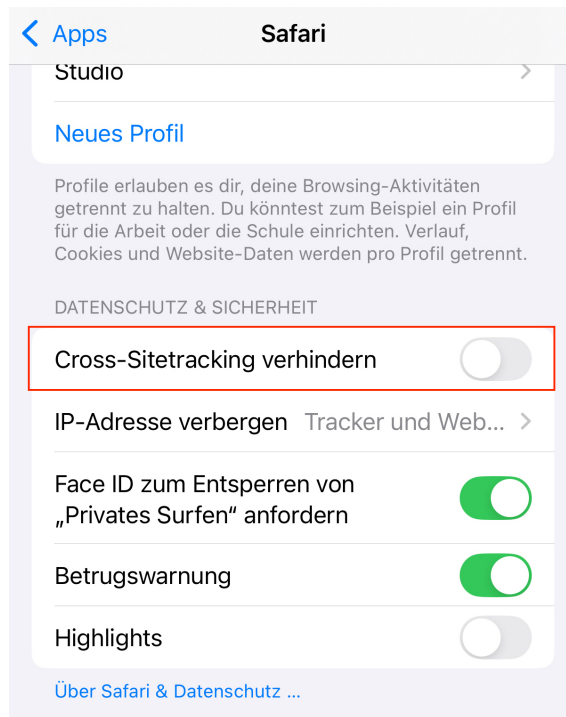 Apps
Safari
Studio
Neues Profil
Profile erlauben es dir, deine Browsing-Aktivitäten
getrennt zu halten. Du könntest zum Beispiel ein Profil
für die Arbeit oder die Schule einrichten. Verlauf,
Cookies und Website-Daten werden pro Profil getrennt.
DATENSCHUTZ & SICHERHEIT
Cross-Sitetracking verhindern
IP-Adresse verbergen Tracker und Web...
Face ID zum Entsperren von
„Privates Surfen“ anfordern
Betrugswarnung
Highlights
Über Safari & Datenschutz ...